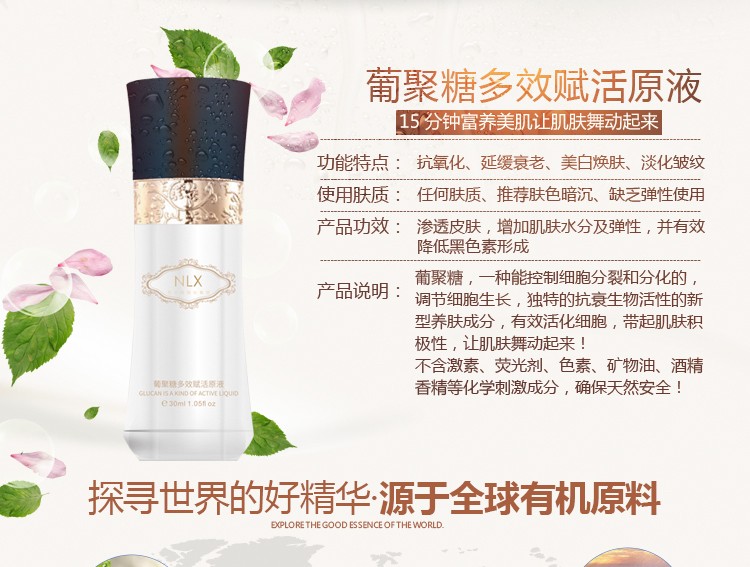 葡聚糖多效赋活原液
15分钟富养美肌让肌肤舞动起来
功能特点： 抗氧化、延缓衰老、美白焕肤、淡化皱纹
使用肤质： 任何肤质、推荐肤色暗沉、缺乏弹性使用
产品功效： 渗透皮肤，增加肌肤水分及弹性，并有效
降低黑色素形成
产品说明： 葡聚糖，一种能控制细胞分裂和分化的，
调节细胞生长，独特的抗衰生物活性的新
型养肤成分，有效活化细胞，带起肌肤积
极性，让肌肤舞动起来！
不含激素、荧光剂、色素、矿物油、酒精
香精等化学刺激成分，确保天然安全！
NLX
葡聚糖多效赋活原液
GLUCAN IS A KIND OF ACTIVE LIQUID
℮30ml 1.05fl oz
探寻世界的好精华·源于全球有机原料
EXPLORE THE GOOD ESSENCE OF THE WORLD.